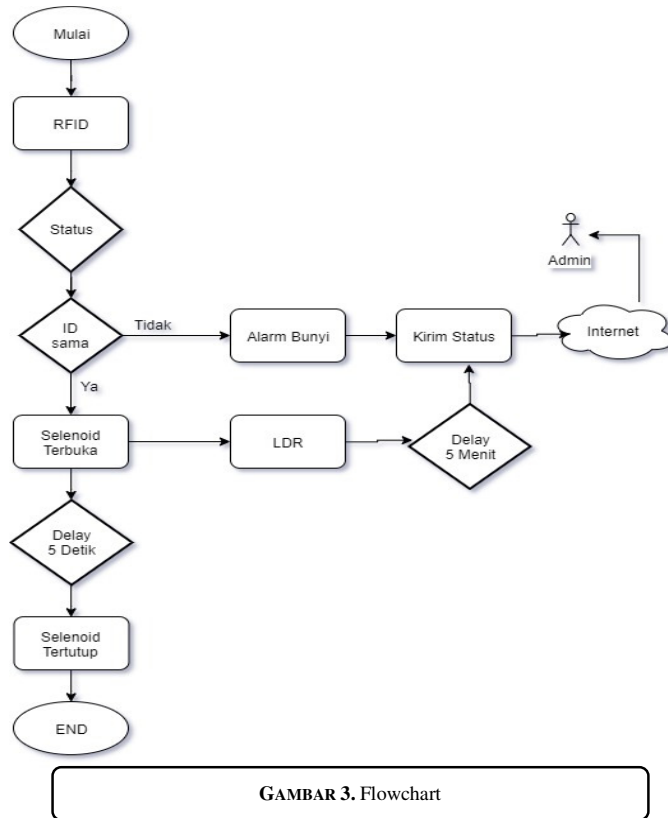 Mulai
RFID
Status
ID
sama
Tidak
Alarm Bunyi
Kirim Status
Internet
Admin
Ya
Selenoid
Terbuka
LDR
Delay
5 Menit
Delay
5 Detik
Selenoid
Tertutup
END
GAMBAR 3. Flowchart